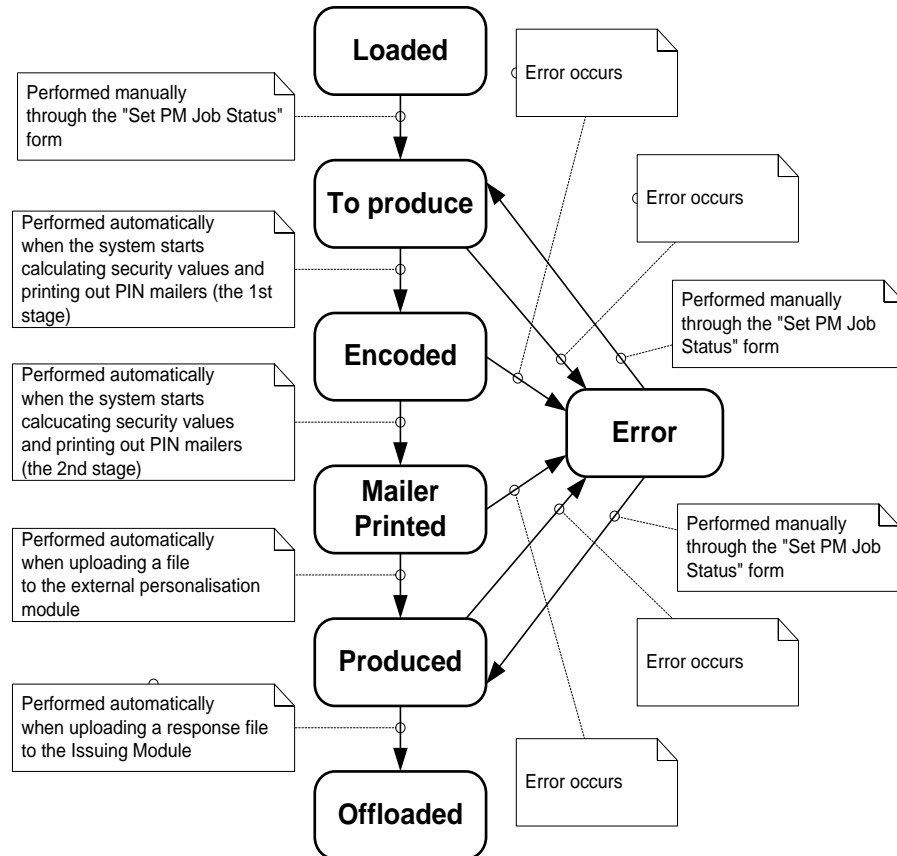 Loaded
Error occurs
Performed manually
through the "Set PM Job Status"
form
To produce
Error occurs
Performed automatically
when the system starts
calculating security values and
printing out PIN mailers (the 1st
stage)
Performed manually
through the "Set PM Job
Status" form
Encoded
Performed automatically
when the system starts
calcucating security values
and printing out PIN mailers
(the 2nd stage)
Error
Mailer
Printed
Performed manually
through the "Set PM Job
Status" form
Performed automatically
when uploading a file
to the external personalisation
module
Produced
Error occurs
Performed automatically
when uploading a response file
to the Issuing Module
Error occurs
Offloaded